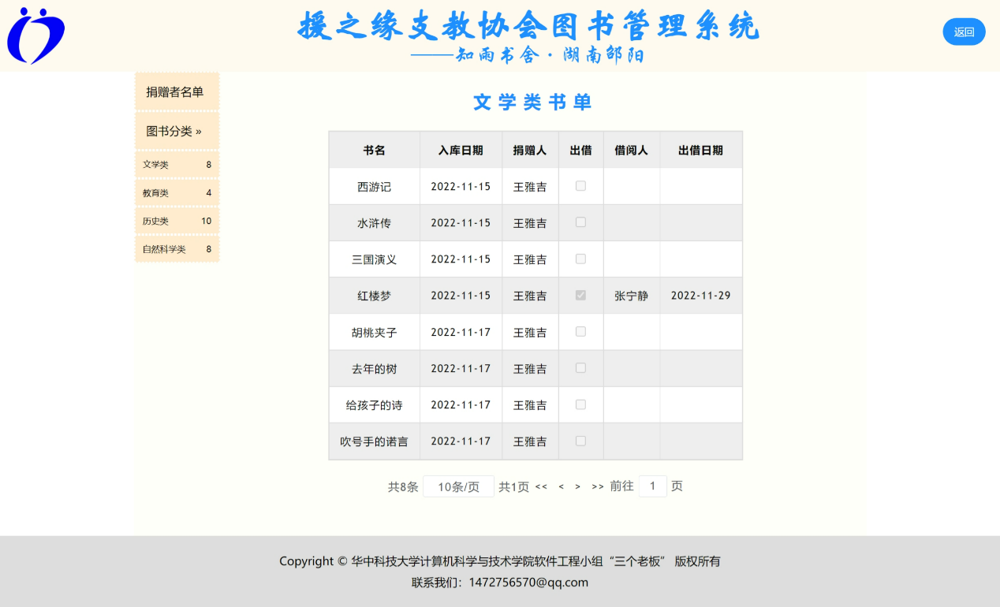 援之缘支教协会图书管理系统
——知雨书舍·湖南邵阳
返回
捐赠者名单
图书分类 »
文学类 8
教育类 4
历史类 10
自然科学类 8
文学类书单
书名 入库日期 捐赠人 出借 借阅人 出借日期
西游记 2022-11-15 王雅吉
水浒传 2022-11-15 王雅吉
三国演义 2022-11-15 王雅吉
红楼梦 2022-11-15 王雅吉 张宁静 2022-11-29
胡桃夹子 2022-11-17 王雅吉
去年的树 2022-11-17 王雅吉
给孩子的诗 2022-11-17 王雅吉
吹号手的诺言 2022-11-17 王雅吉
共8条 10条/页 共1页 << < > >> 前往 1 页
Copyright © 华中科技大学计算机科学与技术学院软件工程小组“三个老板” 版权所有
联系我们：1472756570@qq.com